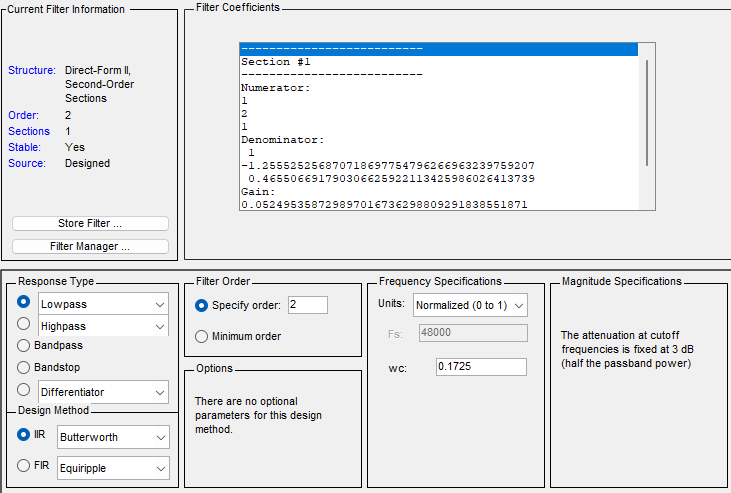 Current Filter Information
Structure: Direct-Form II,
Second-Order
Sections
Order: 2
Sections 1
Stable: Yes
Source: Designed
Store Filter ...
Filter Manager ...
Filter Coefficients
---------------------------
Section #1
---------------------------
Numerator:
1
2
1
Denominator:
1
-1.255525256870718697754796266963239759207
0.465506691790306625922113425986026413739
Gain:
0.052495358729897016736298809291838551871
Response Type
Lowpass
Highpass
Bandpass
Bandstop
Differentiator
Design Method
IIR Butterworth
FIR Equiripple
Filter Order
Specify order: 2
Minimum order
Options
There are no optional
parameters for this design
method.
Frequency Specifications
Units: Normalized (0 to 1)
Fs: 48000
wc: 0.1725
Magnitude Specifications
The attenuation at cutoff
frequencies is fixed at 3 dB
(half the passband power)